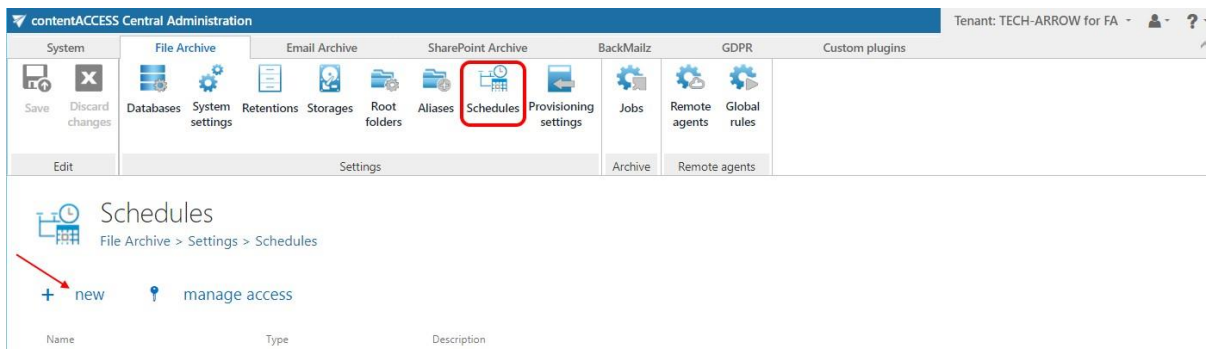 contentACCESS Central Administration
Tenant: TECH-ARROW for FA
?
System File Archive Email Archive SharePoint Archive BackMailz GDPR Custom plugins
Save Discard changes Databases System settings Retentions Storages Root folders Aliases Schedules Provisioning settings Jobs Remote agents Global rules
Edit Settings Archive Remote agents
Schedules
File Archive > Settings > Schedules
+ new manage access
Name Type Description